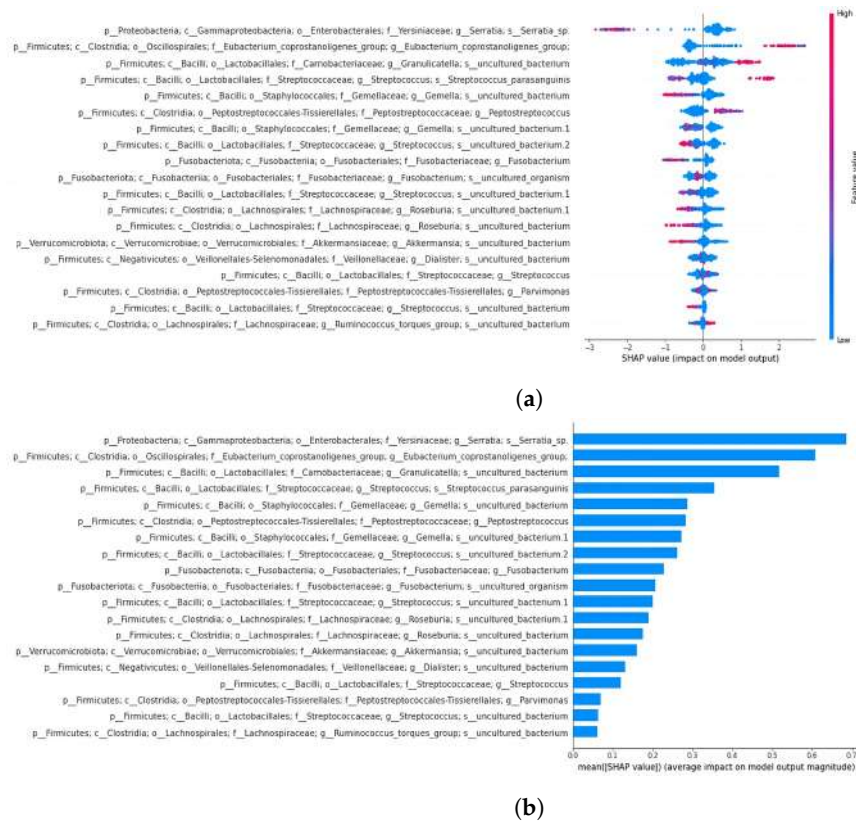 p__Proteobacteria; c__Gammaproteobacteria; o__Enterobacterales; f__Yersiniaceae; g__Serratia; s__Serratia_sp.
p__Firmicutes; c__Clostridia; o__Oscillospirales; f__Eubacterium_coprostanoligenes_group; g__Eubacterium_coprostanoligenes_group;
p__Firmicutes; c__Bacilli; o__Lactobacillales; f__Carnobacteriaceae; g__Granulicatella; s__uncultured_bacterium
p__Firmicutes; c__Bacilli; o__Lactobacillales; f__Streptococcaceae; g__Streptococcus; s__Streptococcus_parasanguinis
p__Firmicutes; c__Bacilli; o__Staphylococcales; f__Gemellaceae; g__Gemella; s__uncultured_bacterium
p__Firmicutes; c__Clostridia; o__Peptostreptococcales-Tissierellales; f__Peptostreptococcaceae; g__Peptostreptococcus
p__Firmicutes; c__Bacilli; o__Staphylococcales; f__Gemellaceae; g__Gemella; s__uncultured_bacterium.1
p__Firmicutes; c__Bacilli; o__Lactobacillales; f__Streptococcaceae; g__Streptococcus; s__uncultured_bacterium.2
p__Fusobacteriota; c__Fusobacteriia; o__Fusobacteriales; f__Fusobacteriaceae; g__Fusobacterium
p__Fusobacteriota; c__Fusobacteriia; o__Fusobacteriales; f__Fusobacteriaceae; g__Fusobacterium; s__uncultured_organism
p__Firmicutes; c__Bacilli; o__Lactobacillales; f__Streptococcaceae; g__Streptococcus; s__uncultured_bacterium.1
p__Firmicutes; c__Clostridia; o__Lachnospirales; f__Lachnospiraceae; g__Roseburia; s__uncultured_bacterium.1
p__Firmicutes; c__Clostridia; o__Lachnospirales; f__Lachnospiraceae; g__Roseburia; s__uncultured_bacterium
p__Verrucomicrobiota; c__Verrucomicrobiae; o__Verrucomicrobiales; f__Akkermansiaceae; g__Akkermansia; s__uncultured_bacterium
p__Firmicutes; c__Negativicutes; o__Veillonellales-Selenomonadales; f__Veillonellaceae; g__Dialister; s__uncultured_bacterium
p__Firmicutes; c__Bacilli; o__Lactobacillales; f__Streptococcaceae; g__Streptococcus
p__Firmicutes; c__Clostridia; o__Peptostreptococcales-Tissierellales; f__Peptostreptococcales-Tissierellales; g__Parvimonas
p__Firmicutes; c__Bacilli; o__Lactobacillales; f__Streptococcaceae; g__Streptococcus; s__uncultured_bacterium
p__Firmicutes; c__Clostridia; o__Lachnospirales; f__Lachnospiraceae; g__Ruminococcus_torques_group; s__uncultured_bacterium
−3 −2 −1 0 1 2
SHAP value (impact on model output)
High
Feature value
Low
(a)
p__Proteobacteria; c__Gammaproteobacteria; o__Enterobacterales; f__Yersiniaceae; g__Serratia; s__Serratia_sp.
p__Firmicutes; c__Clostridia; o__Oscillospirales; f__Eubacterium_coprostanoligenes_group; g__Eubacterium_coprostanoligenes_group;
p__Firmicutes; c__Bacilli; o__Lactobacillales; f__Carnobacteriaceae; g__Granulicatella; s__uncultured_bacterium
p__Firmicutes; c__Bacilli; o__Lactobacillales; f__Streptococcaceae; g__Streptococcus; s__Streptococcus_parasanguinis
p__Firmicutes; c__Bacilli; o__Staphylococcales; f__Gemellaceae; g__Gemella; s__uncultured_bacterium
p__Firmicutes; c__Clostridia; o__Peptostreptococcales-Tissierellales; f__Peptostreptococcaceae; g__Peptostreptococcus
p__Firmicutes; c__Bacilli; o__Staphylococcales; f__Gemellaceae; g__Gemella; s__uncultured_bacterium.1
p__Firmicutes; c__Bacilli; o__Lactobacillales; f__Streptococcaceae; g__Streptococcus; s__uncultured_bacterium.2
p__Fusobacteriota; c__Fusobacteriia; o__Fusobacteriales; f__Fusobacteriaceae; g__Fusobacterium
p__Fusobacteriota; c__Fusobacteriia; o__Fusobacteriales; f__Fusobacteriaceae; g__Fusobacterium; s__uncultured_organism
p__Firmicutes; c__Bacilli; o__Lactobacillales; f__Streptococcaceae; g__Streptococcus; s__uncultured_bacterium.1
p__Firmicutes; c__Clostridia; o__Lachnospirales; f__Lachnospiraceae; g__Roseburia; s__uncultured_bacterium.1
p__Firmicutes; c__Clostridia; o__Lachnospirales; f__Lachnospiraceae; g__Roseburia; s__uncultured_bacterium
p__Verrucomicrobiota; c__Verrucomicrobiae; o__Verrucomicrobiales; f__Akkermansiaceae; g__Akkermansia; s__uncultured_bacterium
p__Firmicutes; c__Negativicutes; o__Veillonellales-Selenomonadales; f__Veillonellaceae; g__Dialister; s__uncultured_bacterium
p__Firmicutes; c__Bacilli; o__Lactobacillales; f__Streptococcaceae; g__Streptococcus
p__Firmicutes; c__Clostridia; o__Peptostreptococcales-Tissierellales; f__Peptostreptococcales-Tissierellales; g__Parvimonas
p__Firmicutes; c__Bacilli; o__Lactobacillales; f__Streptococcaceae; g__Streptococcus; s__uncultured_bacterium
p__Firmicutes; c__Clostridia; o__Lachnospirales; f__Lachnospiraceae; g__Ruminococcus_torques_group; s__uncultured_bacterium
0.0 0.1 0.2 0.3 0.4 0.5 0.6 0.7
mean(|SHAP value|) (average impact on model output magnitude)
(b)